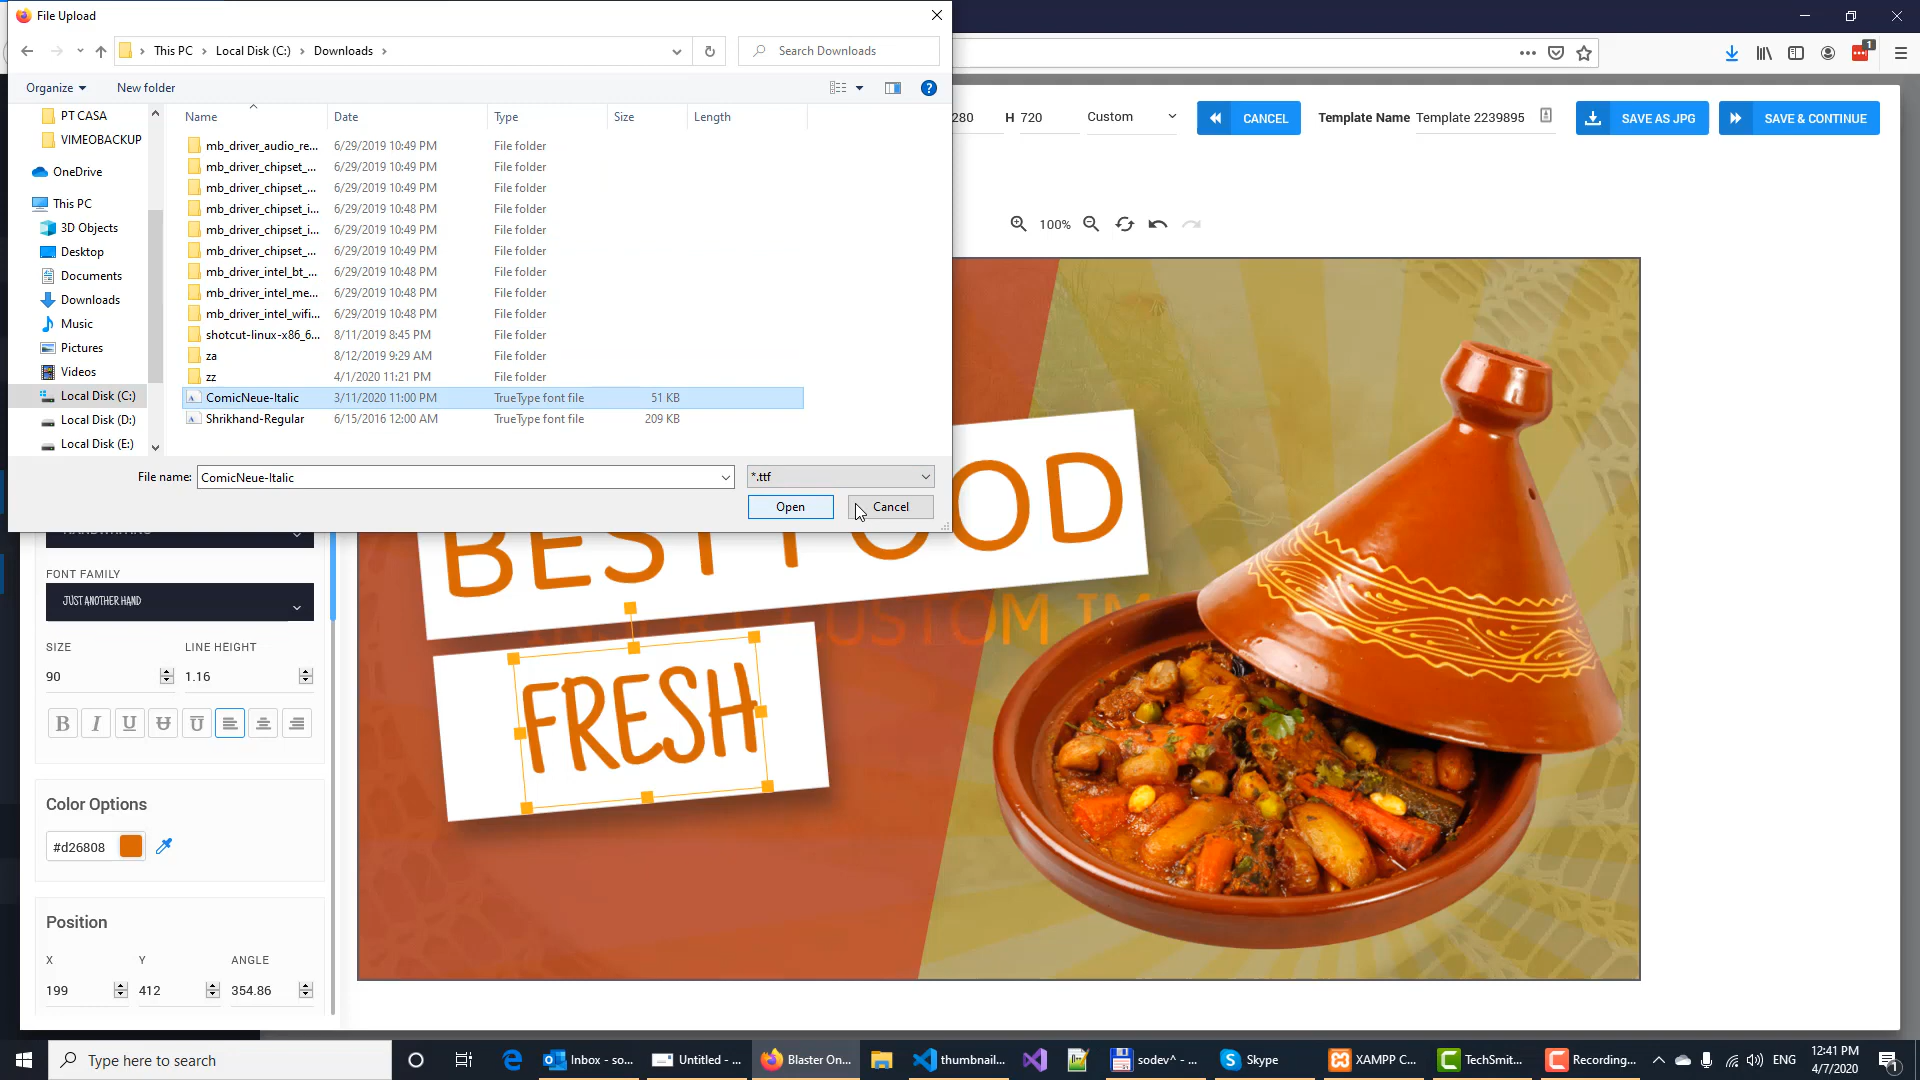 File Upload
This PC
Local Disk (C:)
Downloads
Search Downloads
1
Organize
New folder
PT CASA
VIMEOBACKUP
OneDrive
This PC
3D Objects
Desktop
Documents
Downloads
Music
Pictures
Videos
Local Disk (C:)
Local Disk (D:)
Local Disk (E:)
Name Date Type Size Length
mb_driver_audio_re... 6/29/2019 10:49 PM File folder
mb_driver_chipset_... 6/29/2019 10:49 PM File folder
mb_driver_chipset_... 6/29/2019 10:49 PM File folder
mb_driver_chipset_i... 6/29/2019 10:48 PM File folder
mb_driver_chipset_i... 6/29/2019 10:49 PM File folder
mb_driver_chipset_... 6/29/2019 10:49 PM File folder
mb_driver_intel_bt_... 6/29/2019 10:48 PM File folder
mb_driver_intel_me... 6/29/2019 10:48 PM File folder
mb_driver_intel_wifi... 6/29/2019 10:48 PM File folder
shotcut-linux-x86_6... 8/11/2019 8:45 PM File folder
za 8/12/2019 9:29 AM File folder
zz 4/1/2020 11:21 PM File folder
ComicNeue-Italic 3/11/2020 11:00 PM TrueType font file 51 KB
Shrikhand-Regular 6/15/2016 12:00 AM TrueType font file 209 KB
File name: ComicNeue-Italic *.ttf
Open Cancel
280 H 720 Custom CANCEL Template Name Template 2239895 SAVE AS JPG SAVE & CONTINUE
100%
FONT FAMILY
JUST ANOTHER HAND
SIZE LINE HEIGHT
90 1.16
B I U U U
Color Options
#d26808
Position
X Y ANGLE
199 412 354.86
BEST FOOD
CUSTOM IM
FRESH
Type here to search
Inbox - so...
Untitled - ...
Blaster On...
thumbnail...
sodev^ - ...
Skype
XAMPP C...
TechSmit...
Recording...
ENG
12:41 PM
4/7/2020
1